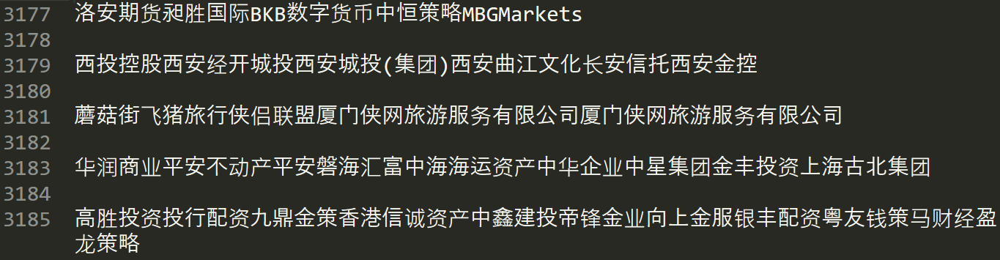 3177 洛安期货昶胜国际BKB数字货币中恒策略MBGMarkets
3178
3179 西投控股西安经开城投西安城投(集团)西安曲江文化长安信托西安金控
3180
3181 蘑菇街飞猪旅行侠侣联盟厦门侠网旅游服务有限公司厦门侠网旅游服务有限公司
3182
3183 华润商业平安不动产平安磐海汇富中海海运资产中华企业中星集团金丰投资上海古北集团
3184
3185 高胜投资投行配资九鼎金策香港信诚资产中鑫建投帝锋金业向上金服银丰配资粤友钱策马财经盈
龙策略